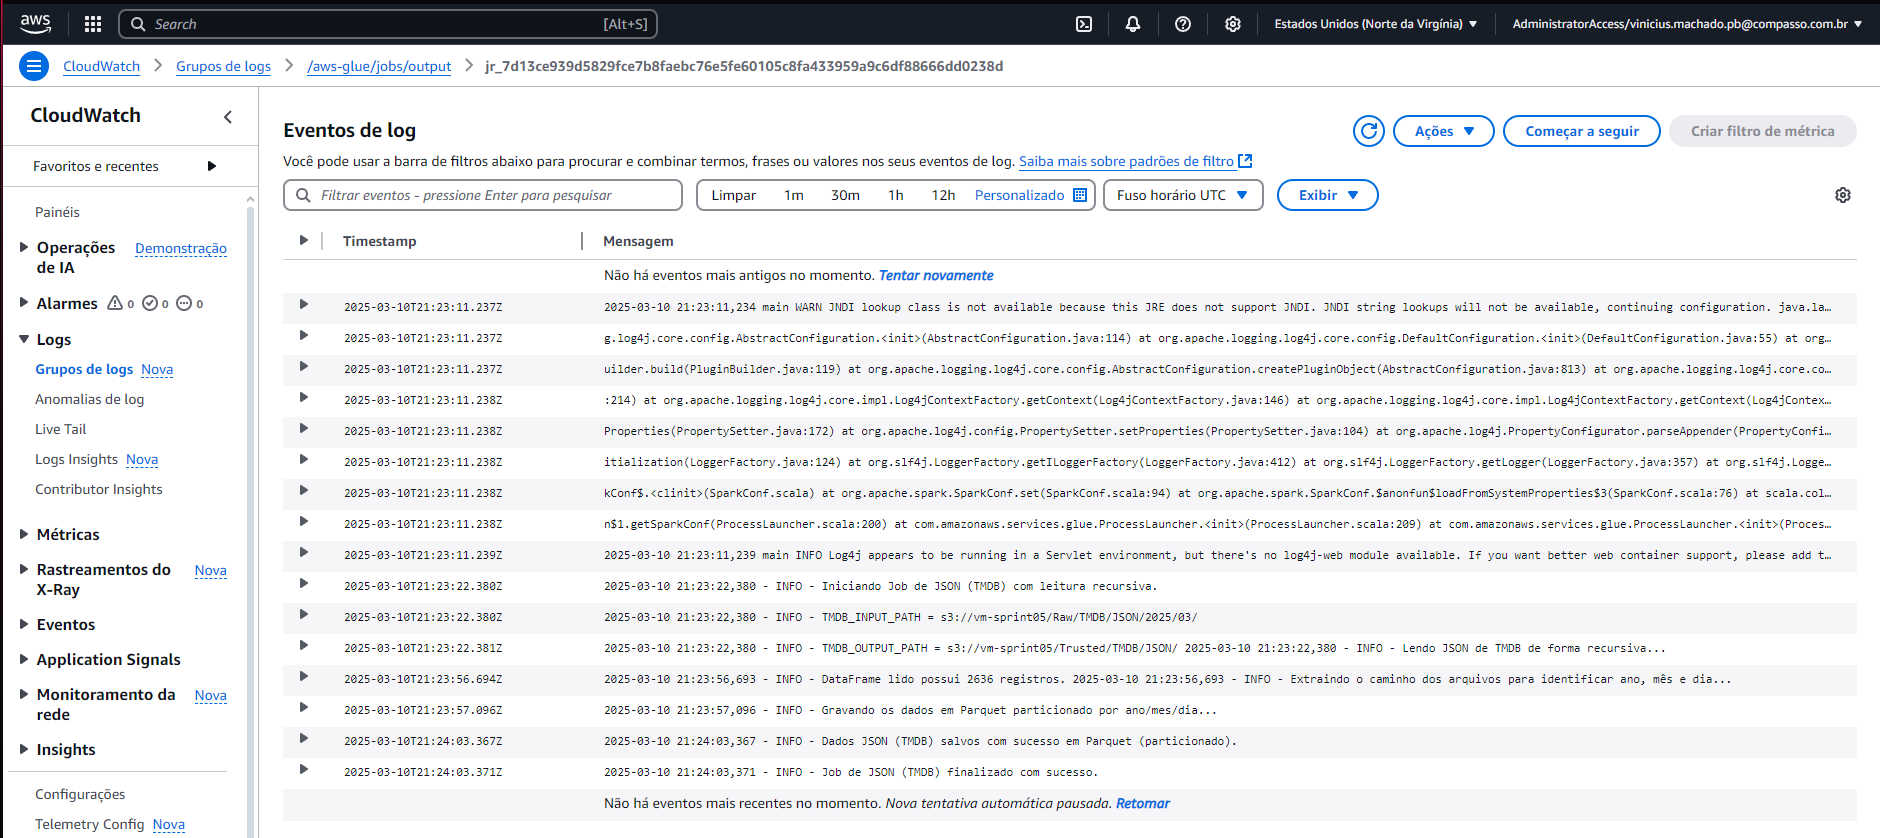 aws
Search [Alt+S]
Estados Unidos (Norte da Virgínia)
AdministratorAccess/vinicius.machado.pb@compasso.com.br
CloudWatch
Grupos de logs
/aws-glue/jobs/output
jr_7d13ce939d5829fce7b8faebc76e5fe60105c8fa433959a9c6df88666dd0238d
CloudWatch
Favoritos e recentes
Painéis
Operações de IA Demonstração
Alarmes 0 0 0
Logs
Grupos de logs Nova
Anomalias de log
Live Tail
Logs Insights Nova
Contributor Insights
Métricas
Rastreamentos do X-Ray Nova
Eventos
Application Signals
Monitoramento da rede Nova
Insights
Configurações
Telemetry Config Nova
Eventos de log
Ações
Começar a seguir
Criar filtro de métrica
Você pode usar a barra de filtros abaixo para procurar e combinar termos, frases ou valores nos seus eventos de log. Saiba mais sobre padrões de filtro
Filtrar eventos - pressione Enter para pesquisar
Limpar 1m 30m 1h 12h Personalizado
Fuso horário UTC
Exibir
Timestamp Mensagem
Não há eventos mais antigos no momento. Tentar novamente
2025-03-10T21:23:11.237Z 2025-03-10 21:23:11,234 main WARN JNDI lookup class is not available because this JRE does not support JNDI. JNDI string lookups will not be available, continuing configuration. java.la…
2025-03-10T21:23:11.237Z g.log4j.core.config.AbstractConfiguration.<init>(AbstractConfiguration.java:114) at org.apache.logging.log4j.core.config.DefaultConfiguration.<init>(DefaultConfiguration.java:55) at org…
2025-03-10T21:23:11.237Z uilder.build(PluginBuilder.java:119) at org.apache.logging.log4j.core.config.AbstractConfiguration.createPluginObject(AbstractConfiguration.java:813) at org.apache.logging.log4j.core.co…
2025-03-10T21:23:11.238Z :214) at org.apache.logging.log4j.core.impl.Log4jContextFactory.getContext(Log4jContextFactory.java:146) at org.apache.logging.log4j.core.impl.Log4jContextFactory.getContext(Log4jContex…
2025-03-10T21:23:11.238Z Properties(PropertySetter.java:172) at org.apache.log4j.config.PropertySetter.setProperties(PropertySetter.java:104) at org.apache.log4j.PropertyConfigurator.parseAppender(PropertyConfi…
2025-03-10T21:23:11.238Z itialization(LoggerFactory.java:124) at org.slf4j.LoggerFactory.getILoggerFactory(LoggerFactory.java:412) at org.slf4j.LoggerFactory.getLogger(LoggerFactory.java:357) at org.slf4j.Logge…
2025-03-10T21:23:11.238Z kConf$.<clinit>(SparkConf.scala) at org.apache.spark.SparkConf.set(SparkConf.scala:94) at org.apache.spark.SparkConf.$anonfun$loadFromSystemProperties$3(SparkConf.scala:76) at scala.col…
2025-03-10T21:23:11.238Z n$1.getSparkConf(ProcessLauncher.scala:200) at com.amazonaws.services.glue.ProcessLauncher.<init>(ProcessLauncher.scala:209) at com.amazonaws.services.glue.ProcessLauncher.<init>(Proces…
2025-03-10T21:23:11.239Z 2025-03-10 21:23:11,239 main INFO Log4j appears to be running in a Servlet environment, but there's no log4j-web module available. If you want better web container support, please add t…
2025-03-10T21:23:22.380Z 2025-03-10 21:23:22,380 - INFO - Iniciando Job de JSON (TMDB) com leitura recursiva.
2025-03-10T21:23:22.380Z 2025-03-10 21:23:22,380 - INFO - TMDB_INPUT_PATH = s3://vm-sprint05/Raw/TMDB/JSON/2025/03/
2025-03-10T21:23:22.381Z 2025-03-10 21:23:22,380 - INFO - TMDB_OUTPUT_PATH = s3://vm-sprint05/Trusted/TMDB/JSON/ 2025-03-10 21:23:22,380 - INFO - Lendo JSON de TMDB de forma recursiva...
2025-03-10T21:23:56.694Z 2025-03-10 21:23:56,693 - INFO - DataFrame lido possui 2636 registros. 2025-03-10 21:23:56,693 - INFO - Extraindo o caminho dos arquivos para identificar ano, mês e dia...
2025-03-10T21:23:57.096Z 2025-03-10 21:23:57,096 - INFO - Gravando os dados em Parquet particionado por ano/mes/dia...
2025-03-10T21:24:03.367Z 2025-03-10 21:24:03,367 - INFO - Dados JSON (TMDB) salvos com sucesso em Parquet (particionado).
2025-03-10T21:24:03.371Z 2025-03-10 21:24:03,371 - INFO - Job de JSON (TMDB) finalizado com sucesso.
Não há eventos mais recentes no momento. Nova tentativa automática pausada. Retomar